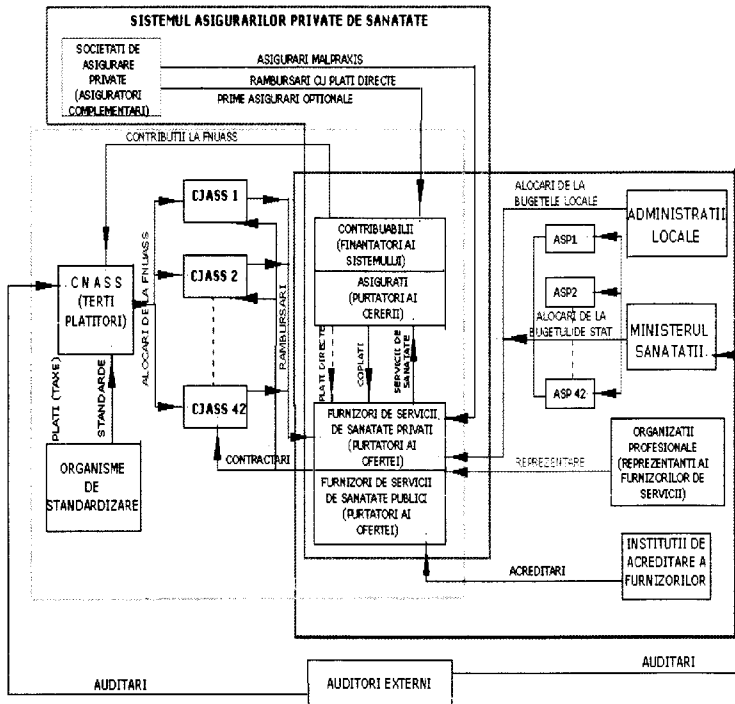 SISTEMUL ASIGURARILOR PRIVATE DE SANATATE
SOCIETATI DE
ASIGURARE
PRIVATE
(ASIGURATORI
COMPLEMENTARI)
ASIGURARI MALPRAXIS
RAMBURSARI CU PLATI DIRECTE
PRIME ASIGURARI OPTIONALE
CONTRIBUTII LA FNUASS
CNASS
(TERTI
PLATITORI)
ALOCARI DE LA FNUASS
CJASS 1
CJASS 2
CJASS 42
RAMBURSARI
CONTRACTARI
PLATI (TAXE)
STANDARDE
ORGANISME
DE
STANDARDIZARE
CONTRIBUABILII
(FINANTATORI AI
SISTEMULUI)
ASIGURATI
(PURTATORI AI
CERERII)
PLATI DIRECTE
COPLATI
SERVICII DE
SANATATE
FURNIZORI DE SERVICII
DE SANATATE PRIVATI
(PURTATORI AI
OFERTEI)
FURNIZORI DE SERVICII
DE SANATATE PUBLICI
(PURTATORI AI
OFERTEI)
ALOCARI DE LA
BUGETELE LOCALE
ASP1
ASP2
ALOCARI DE LA
BUGETUL DE STAT
ASP 42
ADMINISTRATII
LOCALE
MINISTERUL
SANATATII
ORGANIZATII
PROFESIONALE
(REPREZENTANTI AI
FURNIZORILOR DE
SERVICII)
REPREZENTARE
INSTITUTII DE
ACREDITARE A
FURNIZORILOR
ACREDITARI
AUDITARI
AUDITORI EXTERNI
AUDITARI